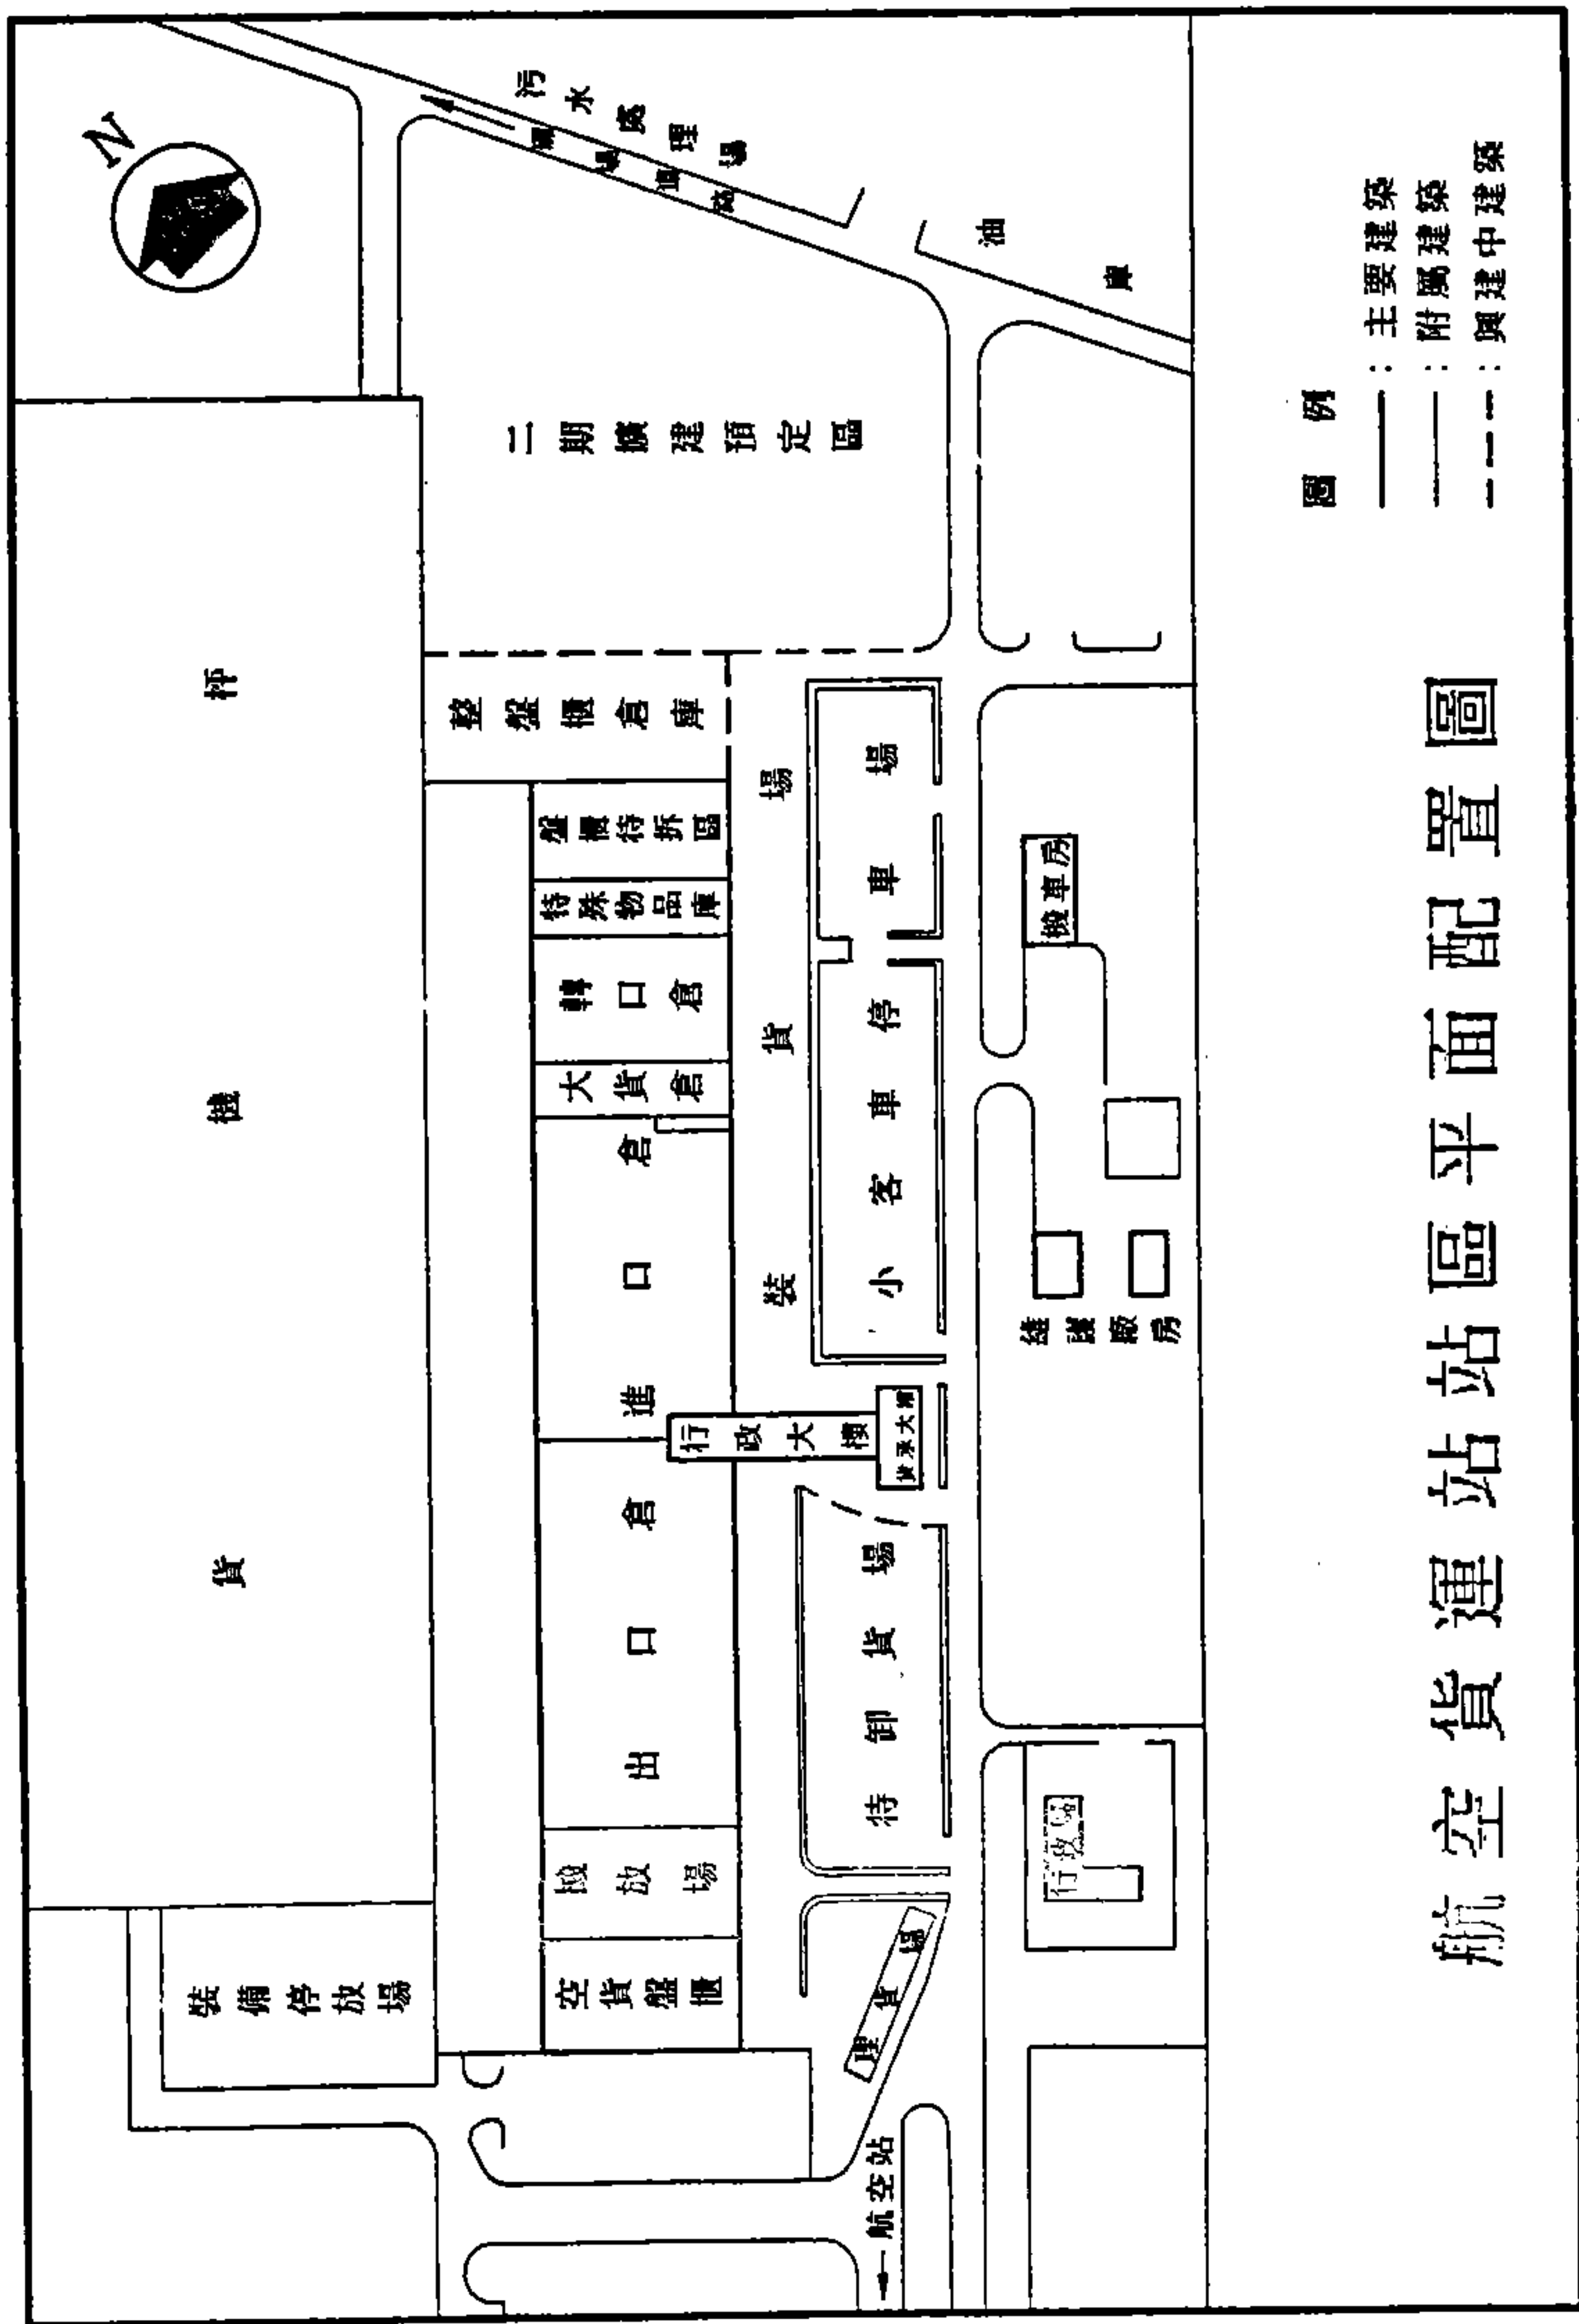 航空貨運站站區平面配置圖
圖例
主要建築
附屬建築
興建中建築
N
污水處理場
油庫
二期擴建預定區
貨機坪
整盤櫃倉庫
盤櫃待拆區
特殊物品庫
轉口倉
大貨倉
進口倉
出口倉
空貨盤櫃
裝備停放場
裝貨場
小客車停車場
行政大樓
待卸貨場
理貨區
機車房
維護廠房
航空站